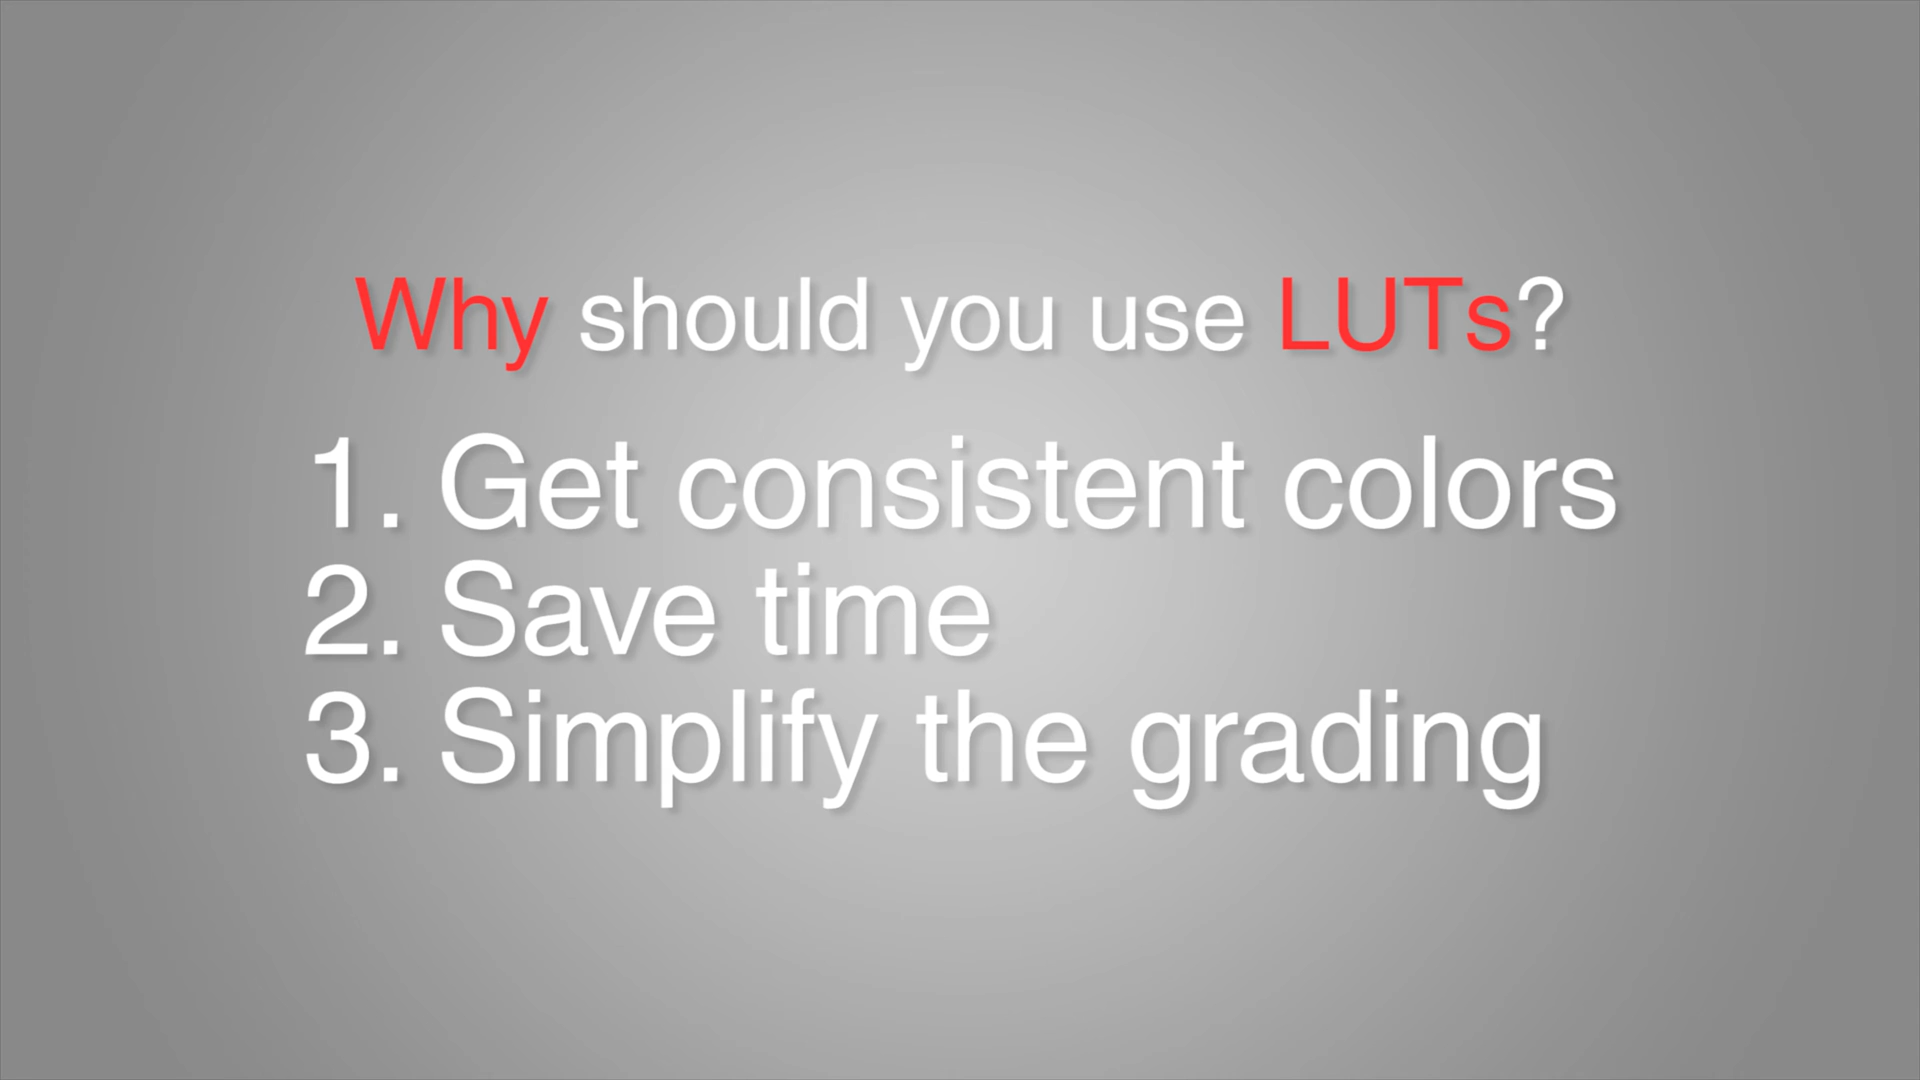 Why should you use LUTs?
1. Get consistent colors
2. Save time
3. Simplify the grading